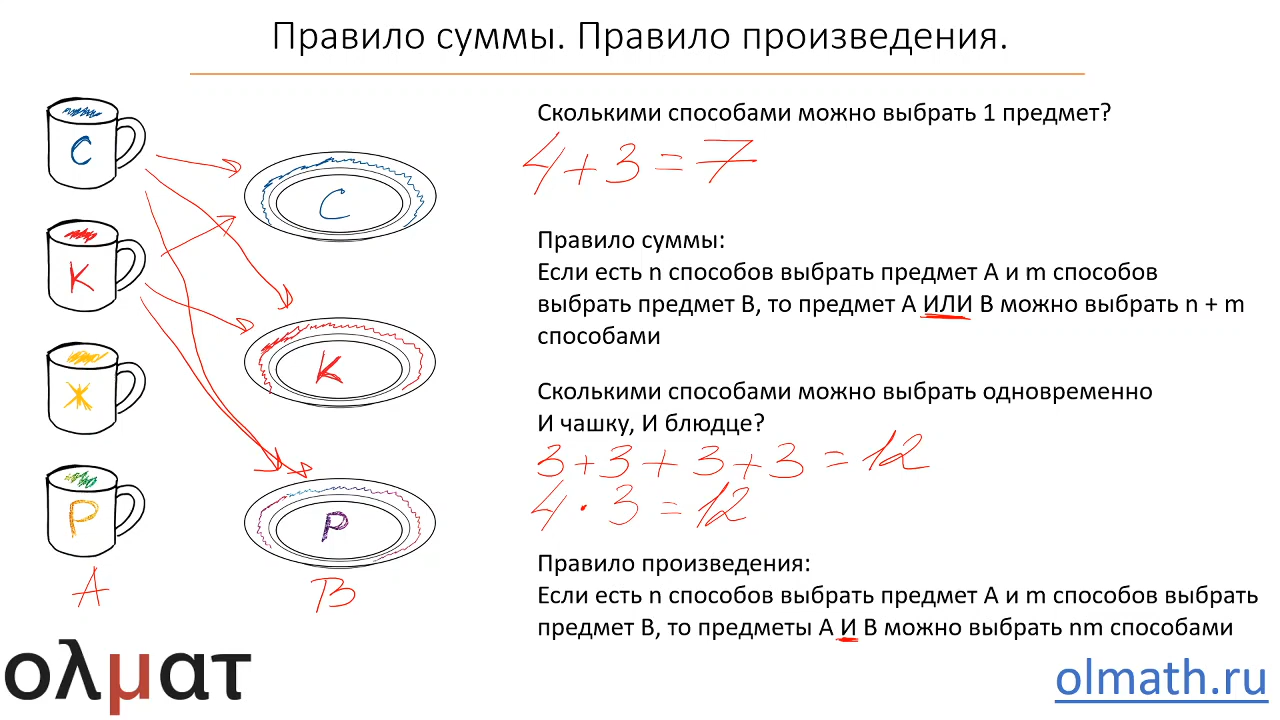 Правило суммы. Правило произведения.
С
К
Ж
Р
А
С
К
Р
В
Сколькими способами можно выбрать 1 предмет?
4 + 3 = 7
Правило суммы:
Если есть n способов выбрать предмет А и m способов
выбрать предмет В, то предмет А ИЛИ В можно выбрать n + m
способами
Сколькими способами можно выбрать одновременно
И чашку, И блюдце?
3 + 3 + 3 + 3 = 12
4 · 3 = 12
Правило произведения:
Если есть n способов выбрать предмет А и m способов выбрать
предмет В, то предметы А И В можно выбрать nm способами
ολματ
olmath.ru